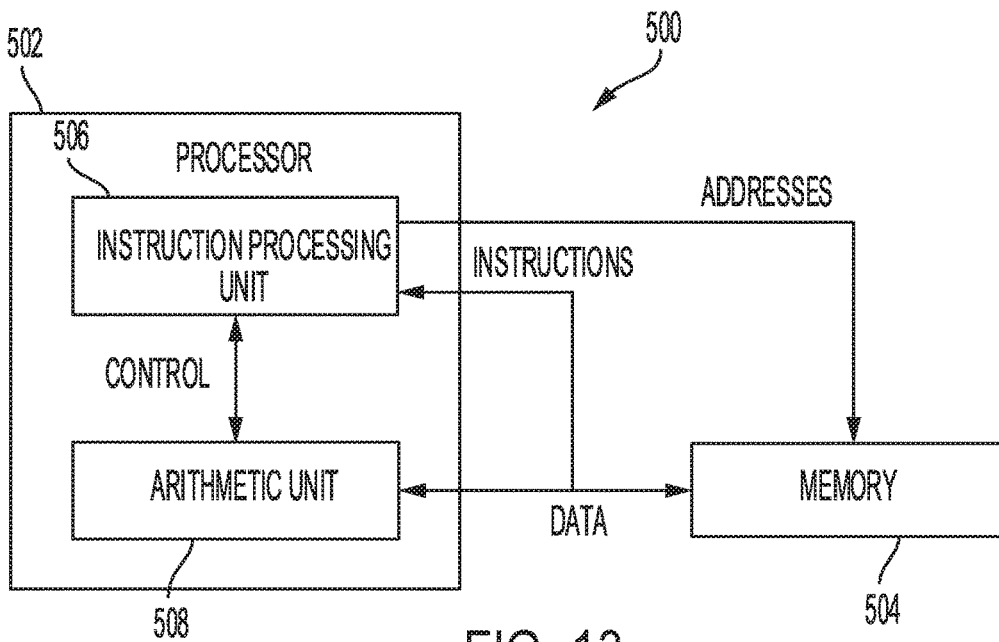 500
502
506
PROCESSOR
ADDRESSES
INSTRUCTION PROCESSING
UNIT
INSTRUCTIONS
CONTROL
ARITHMETIC UNIT
MEMORY
DATA
508
504